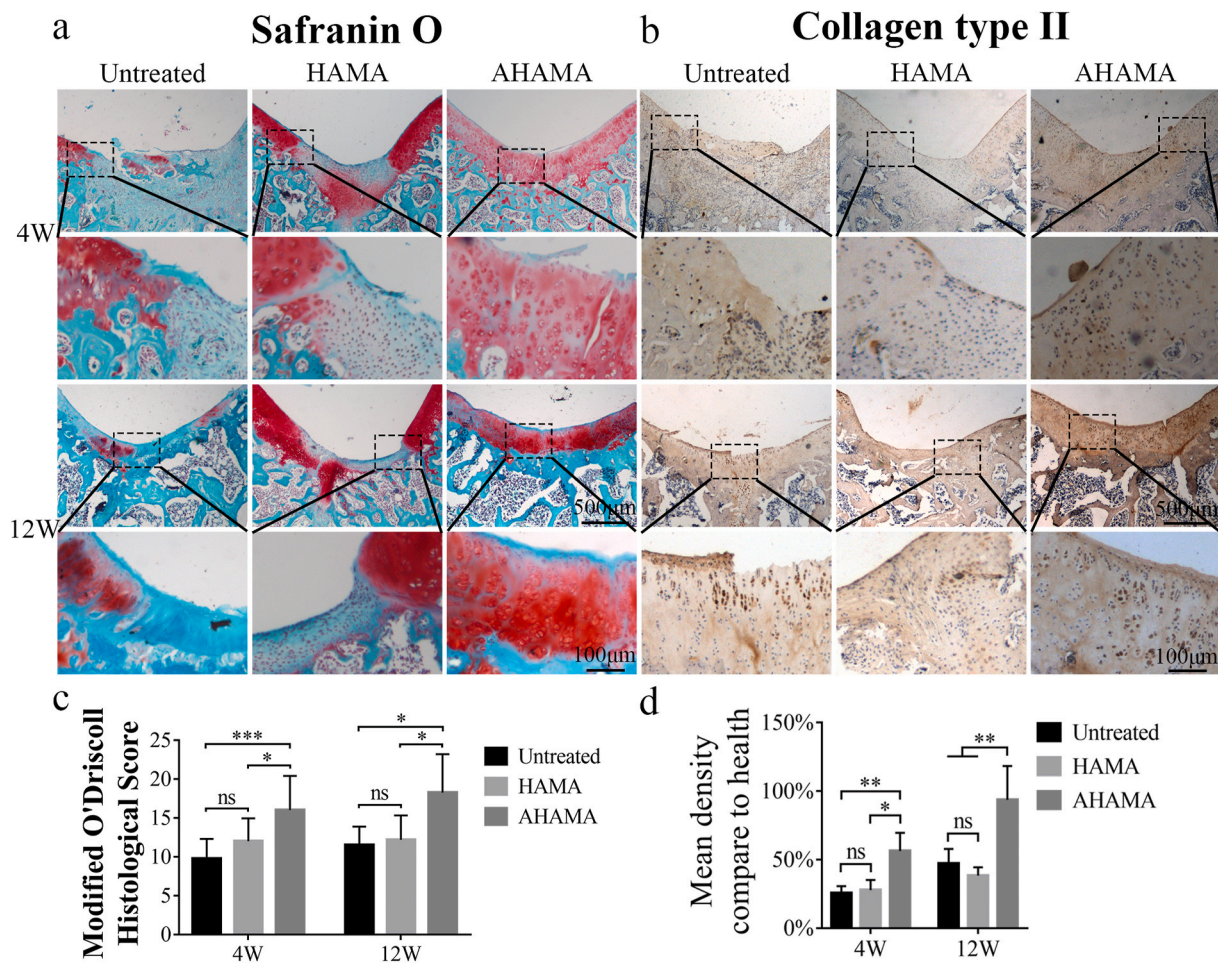 a
Safranin O
b
Collagen type II
Untreated
HAMA
AHAMA
Untreated
HAMA
AHAMA
4W
12W
500μm
500μm
100μm
100μm
c
Modified O'Driscoll
Histological Score
25
20
15
10
5
0
***
*
ns
*
*
ns
4W
12W
Untreated
HAMA
AHAMA
d
Mean density
compare to health
150%
100%
50%
0%
**
*
ns
**
ns
4W
12W
Untreated
HAMA
AHAMA